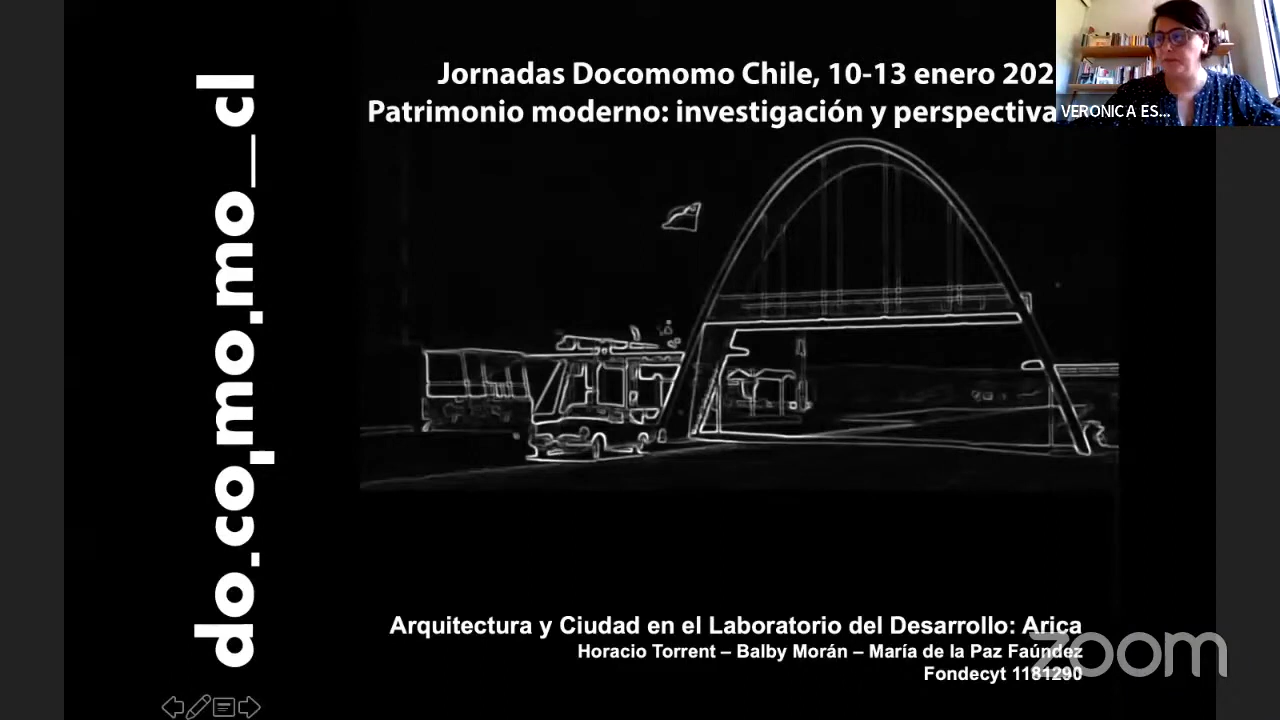 Jornadas Docomomo Chile, 10-13 enero 202
Patrimonio moderno: investigación y perspectiva
VERONICA ES...
do.co,mo.mo_cl
Arquitectura y Ciudad en el Laboratorio del Desarrollo: Arica
Horacio Torrent – Balby Morán – María de la Paz Faúndez
Fondecyt 1181290
zoom